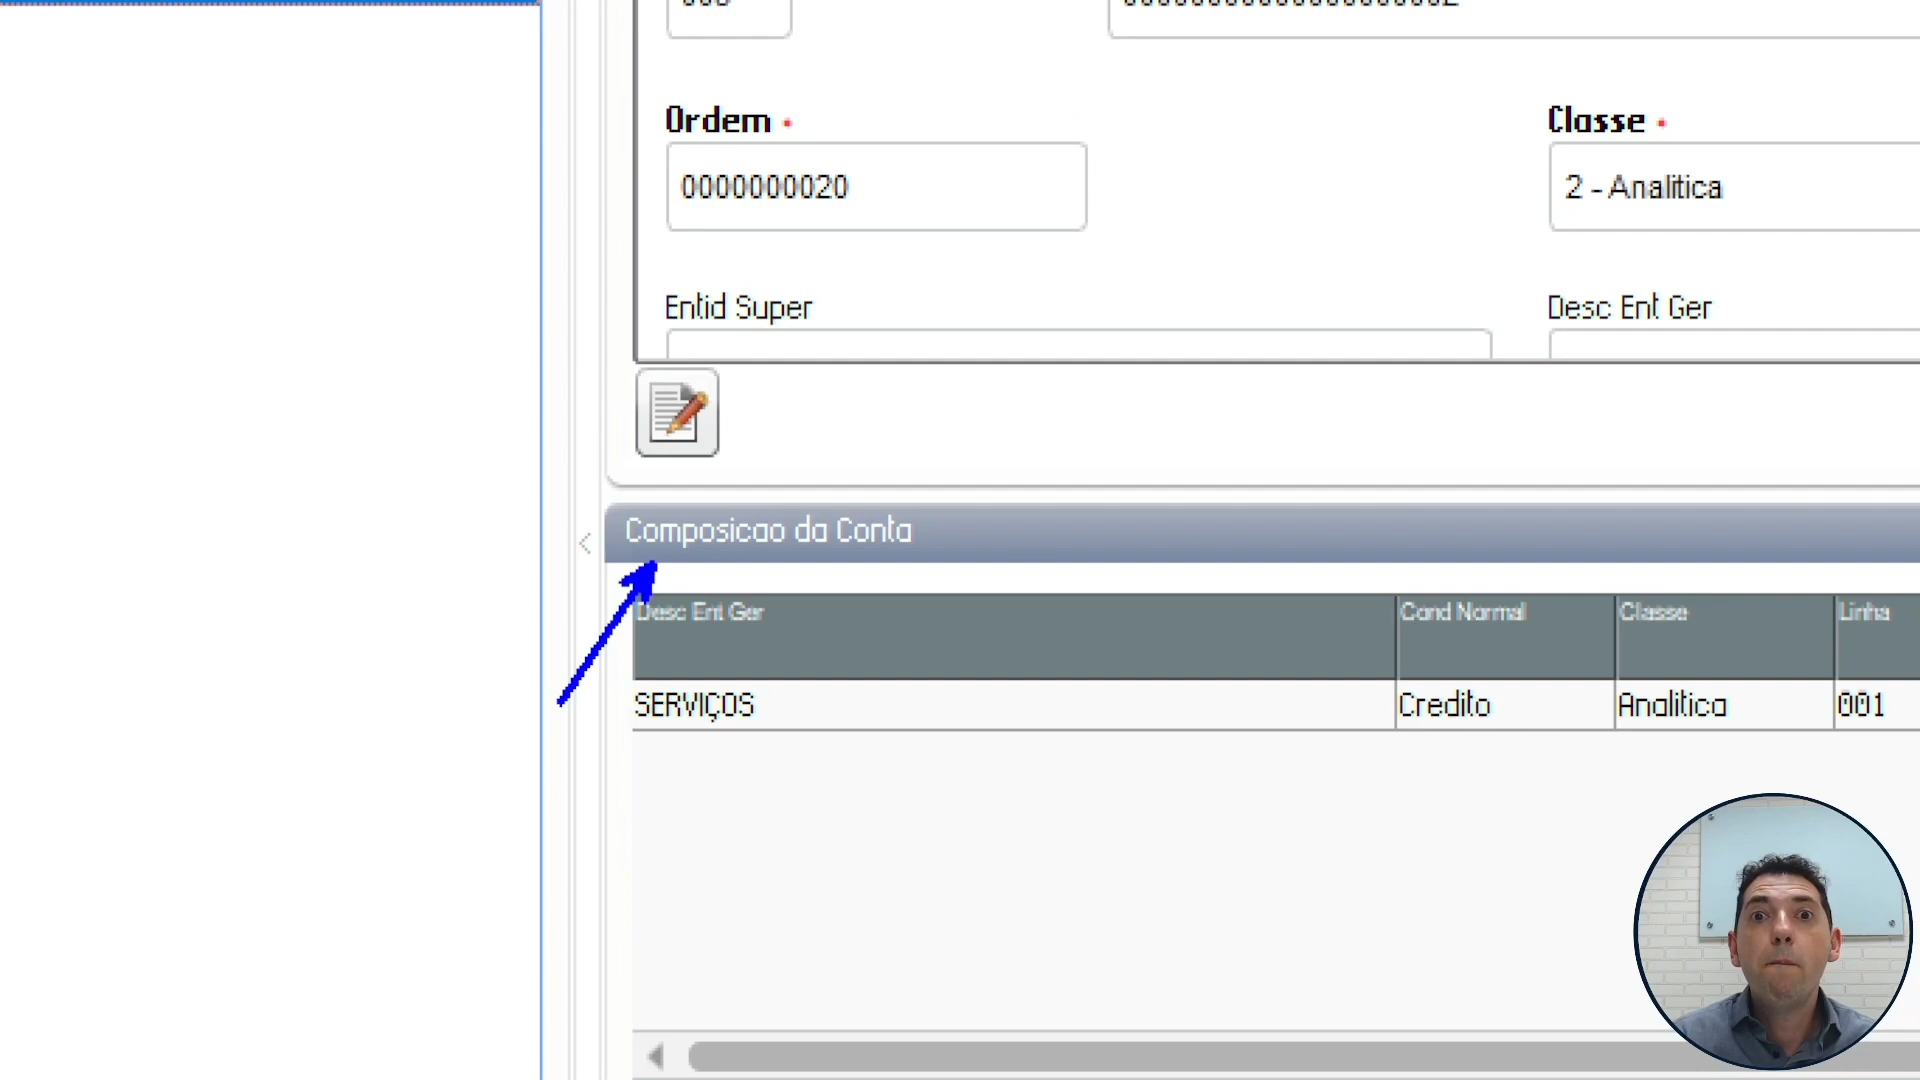 Ordem •
Classe •
0000000020
2 - Analitica
Entid Super
Desc Ent Ger
Composicao da Conta
Desc Ent Ger
Cond Normal
Classe
Linha
SERVIÇOS
Credito
Analitica
001